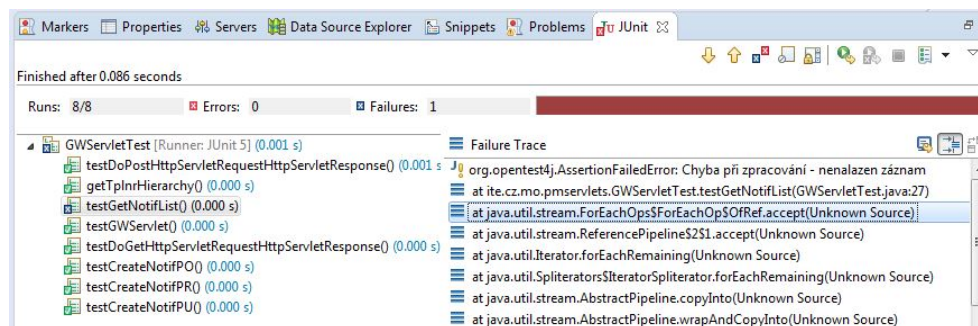 Markers Properties Servers Data Source Explorer Snippets Problems JUnit
Finished after 0.086 seconds
Runs: 8/8 Errors: 0 Failures: 1
GWServletTest [Runner: JUnit 5] (0.001 s)
testDoPostHttpServletRequestHttpServletResponse() (0.001 s
getTplnrHierarchy() (0.000 s)
testGetNotifList() (0.000 s)
testGWServlet() (0.000 s)
testDoGetHttpServletRequestHttpServletResponse() (0.000 s)
testCreateNotifPO() (0.000 s)
testCreateNotifPR() (0.000 s)
testCreateNotifPU() (0.000 s)
Failure Trace
org.opentest4j.AssertionFailedError: Chyba při zpracování - nenalazen záznam
at ite.cz.mo.pmservlets.GWServletTest.testGetNotifList(GWServletTest.java:27)
at java.util.stream.ForEachOps$ForEachOp$OfRef.accept(Unknown Source)
at java.util.stream.ReferencePipeline$2$1.accept(Unknown Source)
at java.util.Iterator.forEachRemaining(Unknown Source)
at java.util.Spliterators$IteratorSpliterator.forEachRemaining(Unknown Source)
at java.util.stream.AbstractPipeline.copyInto(Unknown Source)
at java.util.stream.AbstractPipeline.wrapAndCopyInto(Unknown Source)